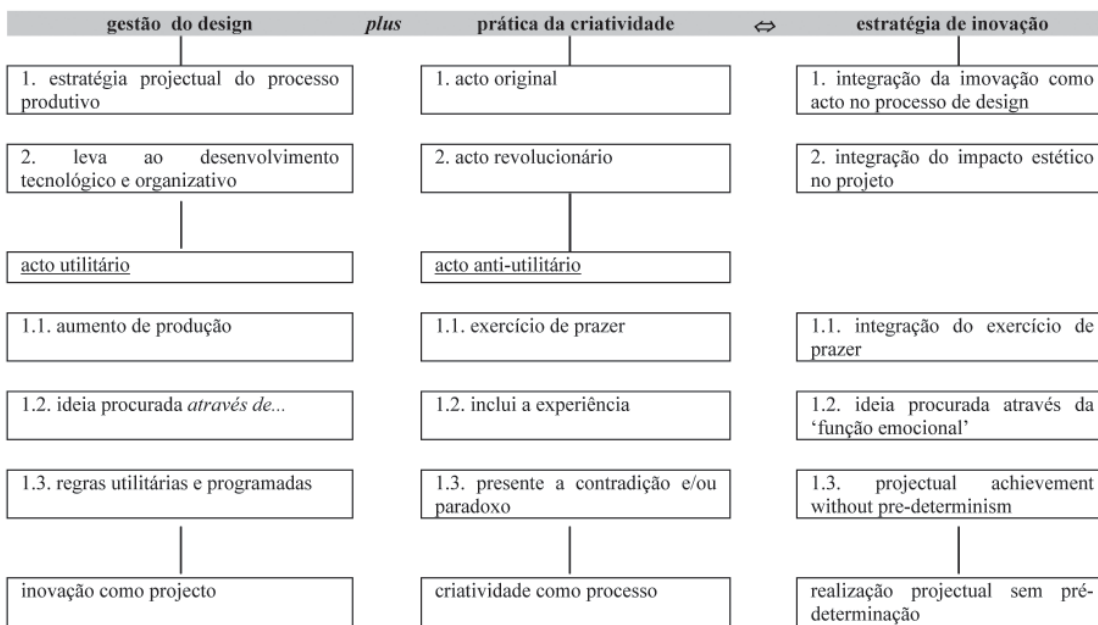 gestão do design plus prática da criatividade ⇔ estratégia de inovação
1. estratégia projectual do processo
produtivo
1. acto original
1. integração da imovação como
acto no processo de design
2. leva ao desenvolvimento
tecnológico e organizativo
2. acto revolucionário
2. integração do impacto estético
no projeto
acto utilitário
acto anti-utilitário
1.1. aumento de produção
1.1. exercício de prazer
1.1. integração do exercício de
prazer
1.2. ideia procurada através de...
1.2. inclui a experiência
1.2. ideia procurada através da
‘função emocional’
1.3. regras utilitárias e programadas
1.3. presente a contradição e/ou
paradoxo
1.3. projectual achievement
without pre-determinism
inovação como projecto
criatividade como processo
realização projectual sem pré-
determinação